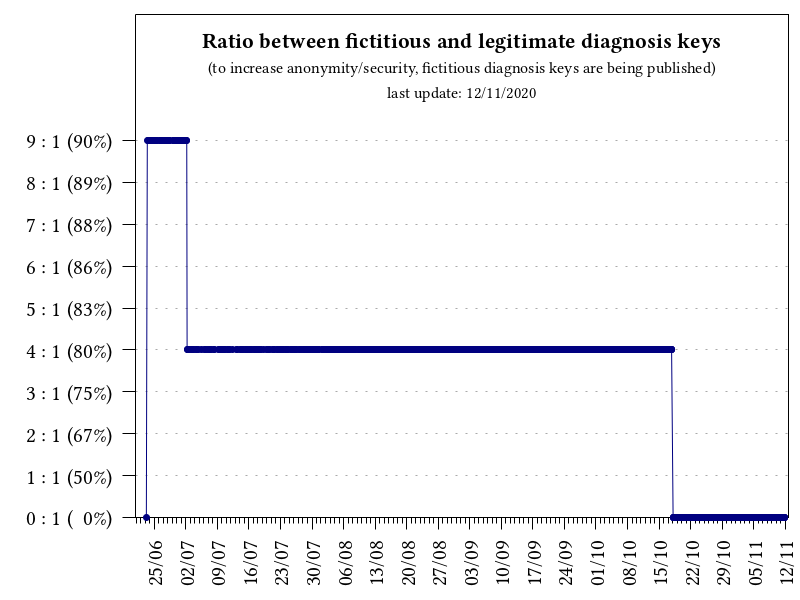 Ratio between fictitious and legitimate diagnosis keys
(to increase anonymity/security, fictitious diagnosis keys are being published)
last update: 12/11/2020
9 : 1 (90%)
8 : 1 (89%)
7 : 1 (88%)
6 : 1 (86%)
5 : 1 (83%)
4 : 1 (80%)
3 : 1 (75%)
2 : 1 (67%)
1 : 1 (50%)
0 : 1 (  0%)
25/06
02/07
09/07
16/07
23/07
30/07
06/08
13/08
20/08
27/08
03/09
10/09
17/09
24/09
01/10
08/10
15/10
22/10
29/10
05/11
12/11